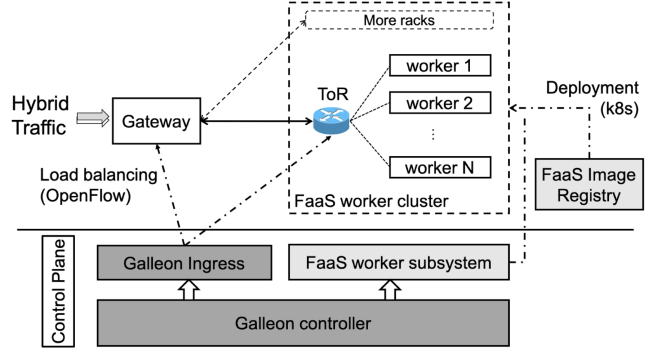 More racks
worker 1
ToR
Deployment
(k8s)
Hybrid
Traffic
Gateway
worker 2
⋮
worker N
Load balancing
(OpenFlow)
FaaS worker cluster
FaaS Image
Registry
Control Plane
Galleon Ingress
FaaS worker subsystem
Galleon controller